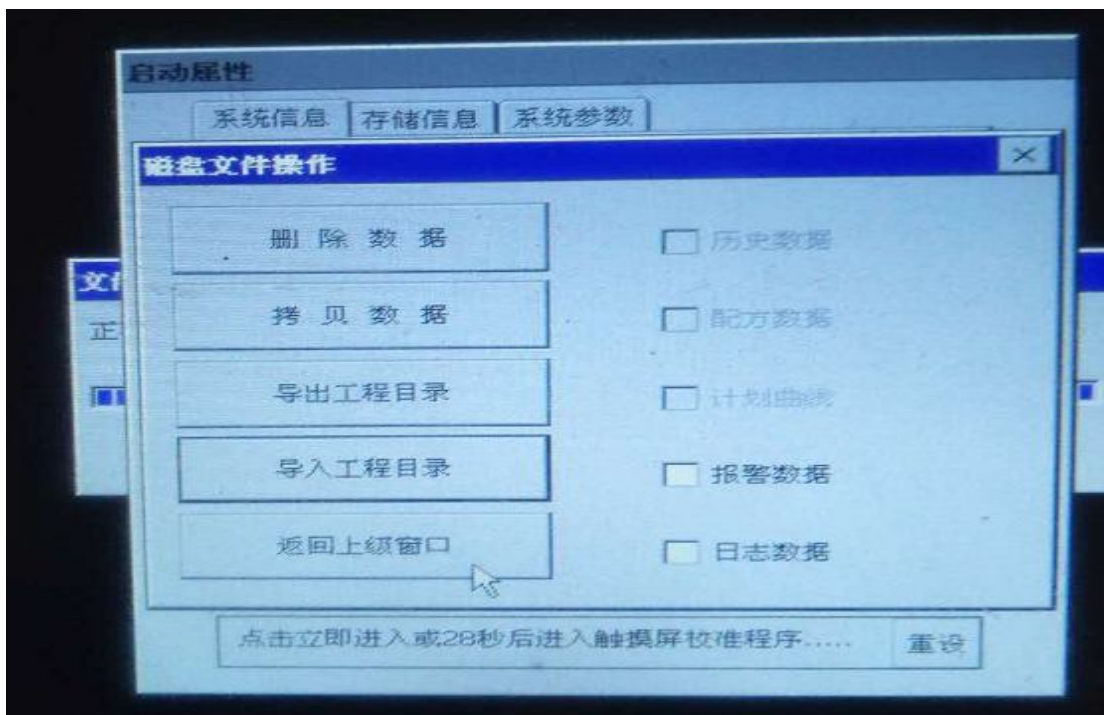 启动属性
系统信息 存储信息 系统参数
磁盘文件操作
删除数据
历史数据
拷贝数据
配方数据
导出工程目录
计划曲线
导入工程目录
报警数据
返回上级窗口
日志数据
文件
正
点击立即进入或28秒后进入触摸屏校准程序.....
重设